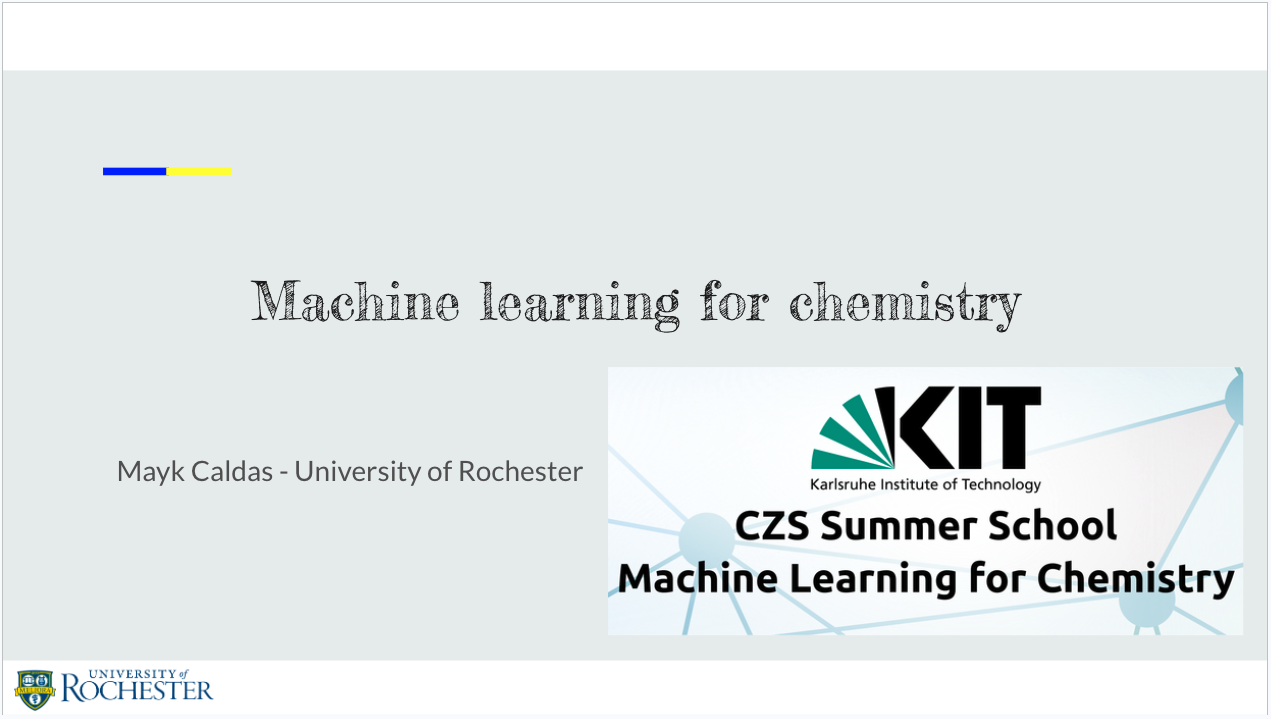 Machine learning for chemistry
Mayk Caldas - University of Rochester
KIT
Karlsruhe Institute of Technology
CZS Summer School
Machine Learning for Chemistry
MELIORA
UNIVERSITY of
ROCHESTER